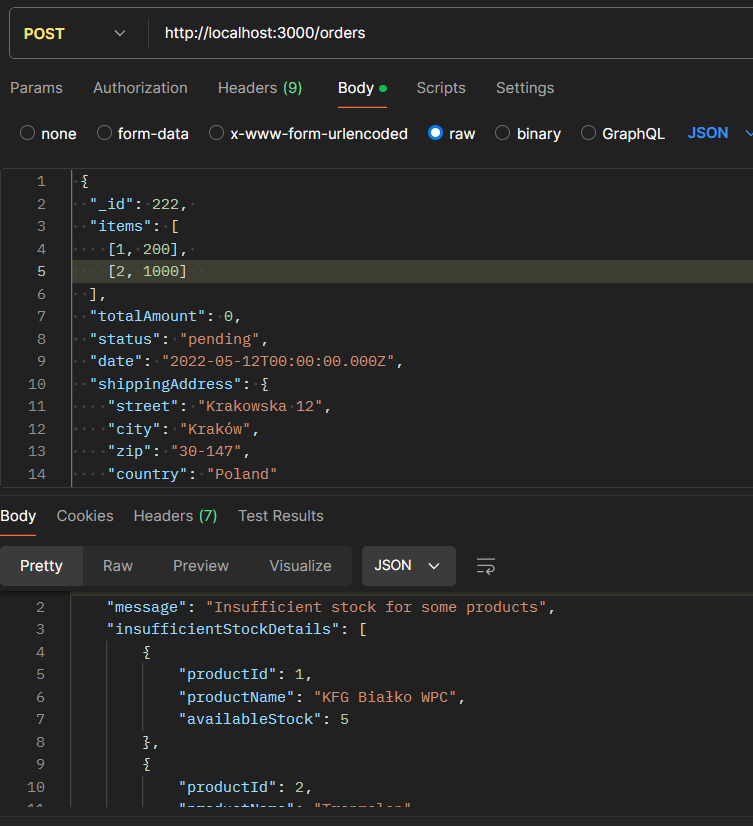 POST http://localhost:3000/orders
Params Authorization Headers (9) Body Scripts Settings
none form-data x-www-form-urlencoded raw binary GraphQL JSON
1 {
2 "_id": 222,
3 "items": [
4 [1, 200],
5 [2, 1000]
6 ],
7 "totalAmount": 0,
8 "status": "pending",
9 "date": "2022-05-12T00:00:00.000Z",
10 "shippingAddress": {
11 "street": "Krakowska 12",
12 "city": "Kraków",
13 "zip": "30-147",
14 "country": "Poland"
Body Cookies Headers (7) Test Results
Pretty Raw Preview Visualize JSON
2 "message": "Insufficient stock for some products",
3 "insufficientStockDetails": [
4 {
5 "productId": 1,
6 "productName": "KFG Białko WPC",
7 "availableStock": 5
8 },
9 {
10 "productId": 2,
11 "productName":